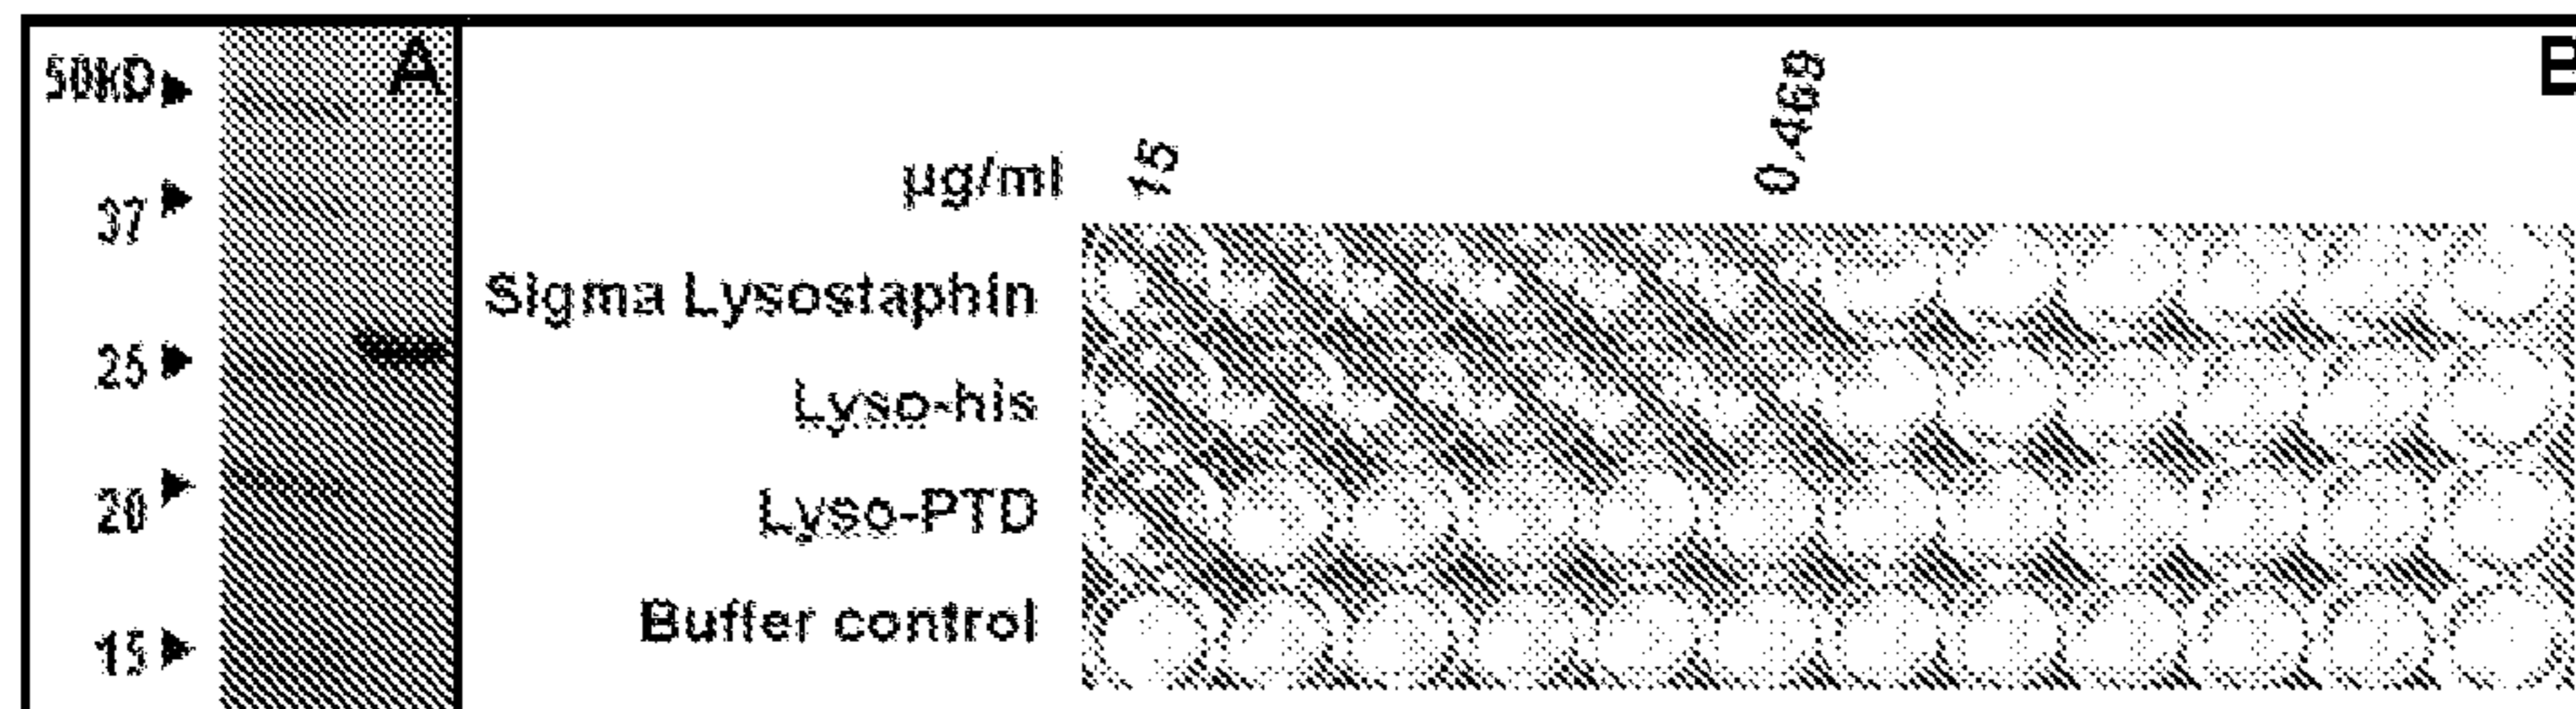 A
50kD
37
25
20
15
B
µg/ml 15 0.469
Sigma Lysostaphin
Lyso-his
Lyso-PTD
Buffer control